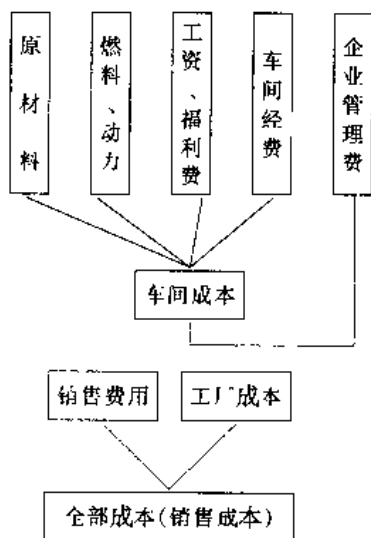 原材料
燃料、动力
工资、福利费
车间经费
企业管理费
车间成本
销售费用
工厂成本
全部成本(销售成本)